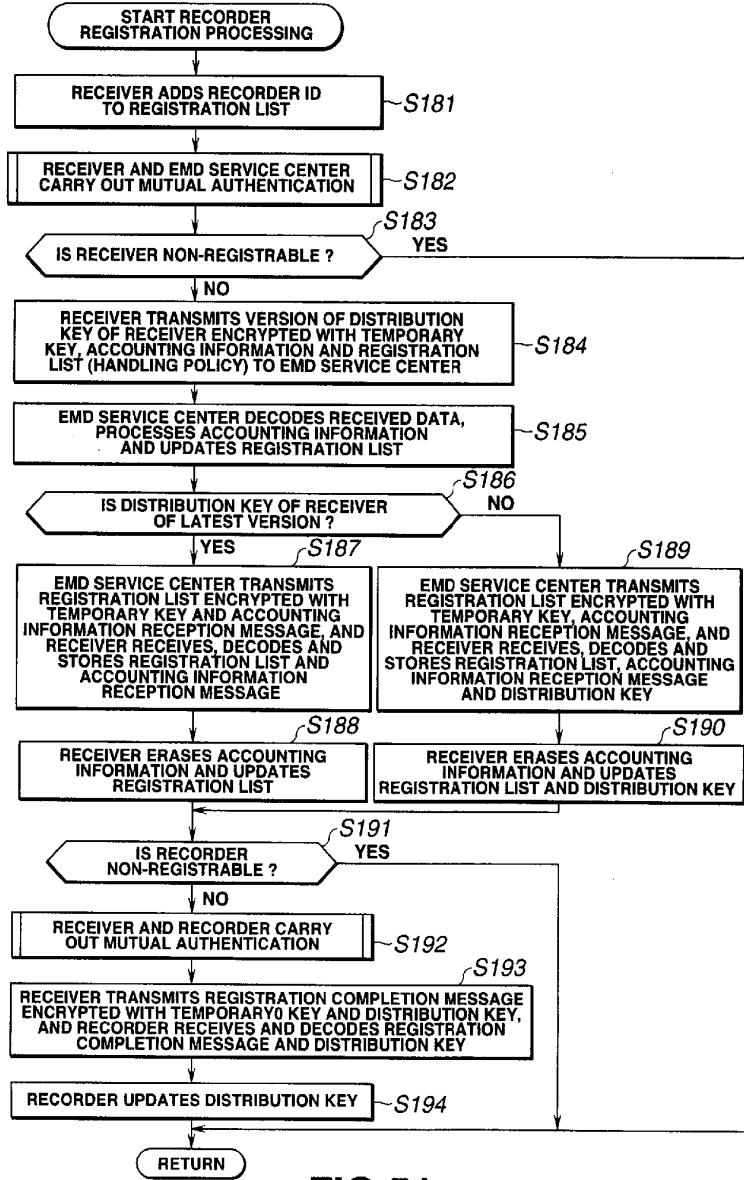 START RECORDER
REGISTRATION PROCESSING
RECEIVER ADDS RECORDER ID
TO REGISTRATION LIST
S181
RECEIVER AND EMD SERVICE CENTER
CARRY OUT MUTUAL AUTHENTICATION
S182
S183
IS RECEIVER NON-REGISTRABLE ?
YES
NO
RECEIVER TRANSMITS VERSION OF DISTRIBUTION
KEY OF RECEIVER ENCRYPTED WITH TEMPORARY
KEY, ACCOUNTING INFORMATION AND REGISTRATION
LIST (HANDLING POLICY) TO EMD SERVICE CENTER
S184
EMD SERVICE CENTER DECODES RECEIVED DATA,
PROCESSES ACCOUNTING INFORMATION
AND UPDATES REGISTRATION LIST
S185
S186
IS DISTRIBUTION KEY OF RECEIVER
OF LATEST VERSION ?
NO
YES
S187
EMD SERVICE CENTER TRANSMITS
REGISTRATION LIST ENCRYPTED WITH
TEMPORARY KEY AND ACCOUNTING
INFORMATION RECEPTION MESSAGE, AND
RECEIVER RECEIVES, DECODES AND
STORES REGISTRATION LIST AND
ACCOUNTING INFORMATION
RECEPTION MESSAGE
S189
EMD SERVICE CENTER TRANSMITS
REGISTRATION LIST ENCRYPTED WITH
TEMPORARY KEY, ACCOUNTING
INFORMATION RECEPTION MESSAGE, AND
RECEIVER RECEIVES, DECODES AND
STORES REGISTRATION LIST, ACCOUNTING
INFORMATION RECEPTION MESSAGE
AND DISTRIBUTION KEY
S188
RECEIVER ERASES ACCOUNTING
INFORMATION AND UPDATES
REGISTRATION LIST
S190
RECEIVER ERASES ACCOUNTING
INFORMATION AND UPDATES
REGISTRATION LIST AND DISTRIBUTION KEY
S191
IS RECORDER
NON-REGISTRABLE ?
YES
NO
RECEIVER AND RECORDER CARRY
OUT MUTUAL AUTHENTICATION
S192
S193
RECEIVER TRANSMITS REGISTRATION COMPLETION MESSAGE
ENCRYPTED WITH TEMPORARY0 KEY AND DISTRIBUTION KEY,
AND RECORDER RECEIVES AND DECODES REGISTRATION
COMPLETION MESSAGE AND DISTRIBUTION KEY
RECORDER UPDATES DISTRIBUTION KEY
S194
RETURN